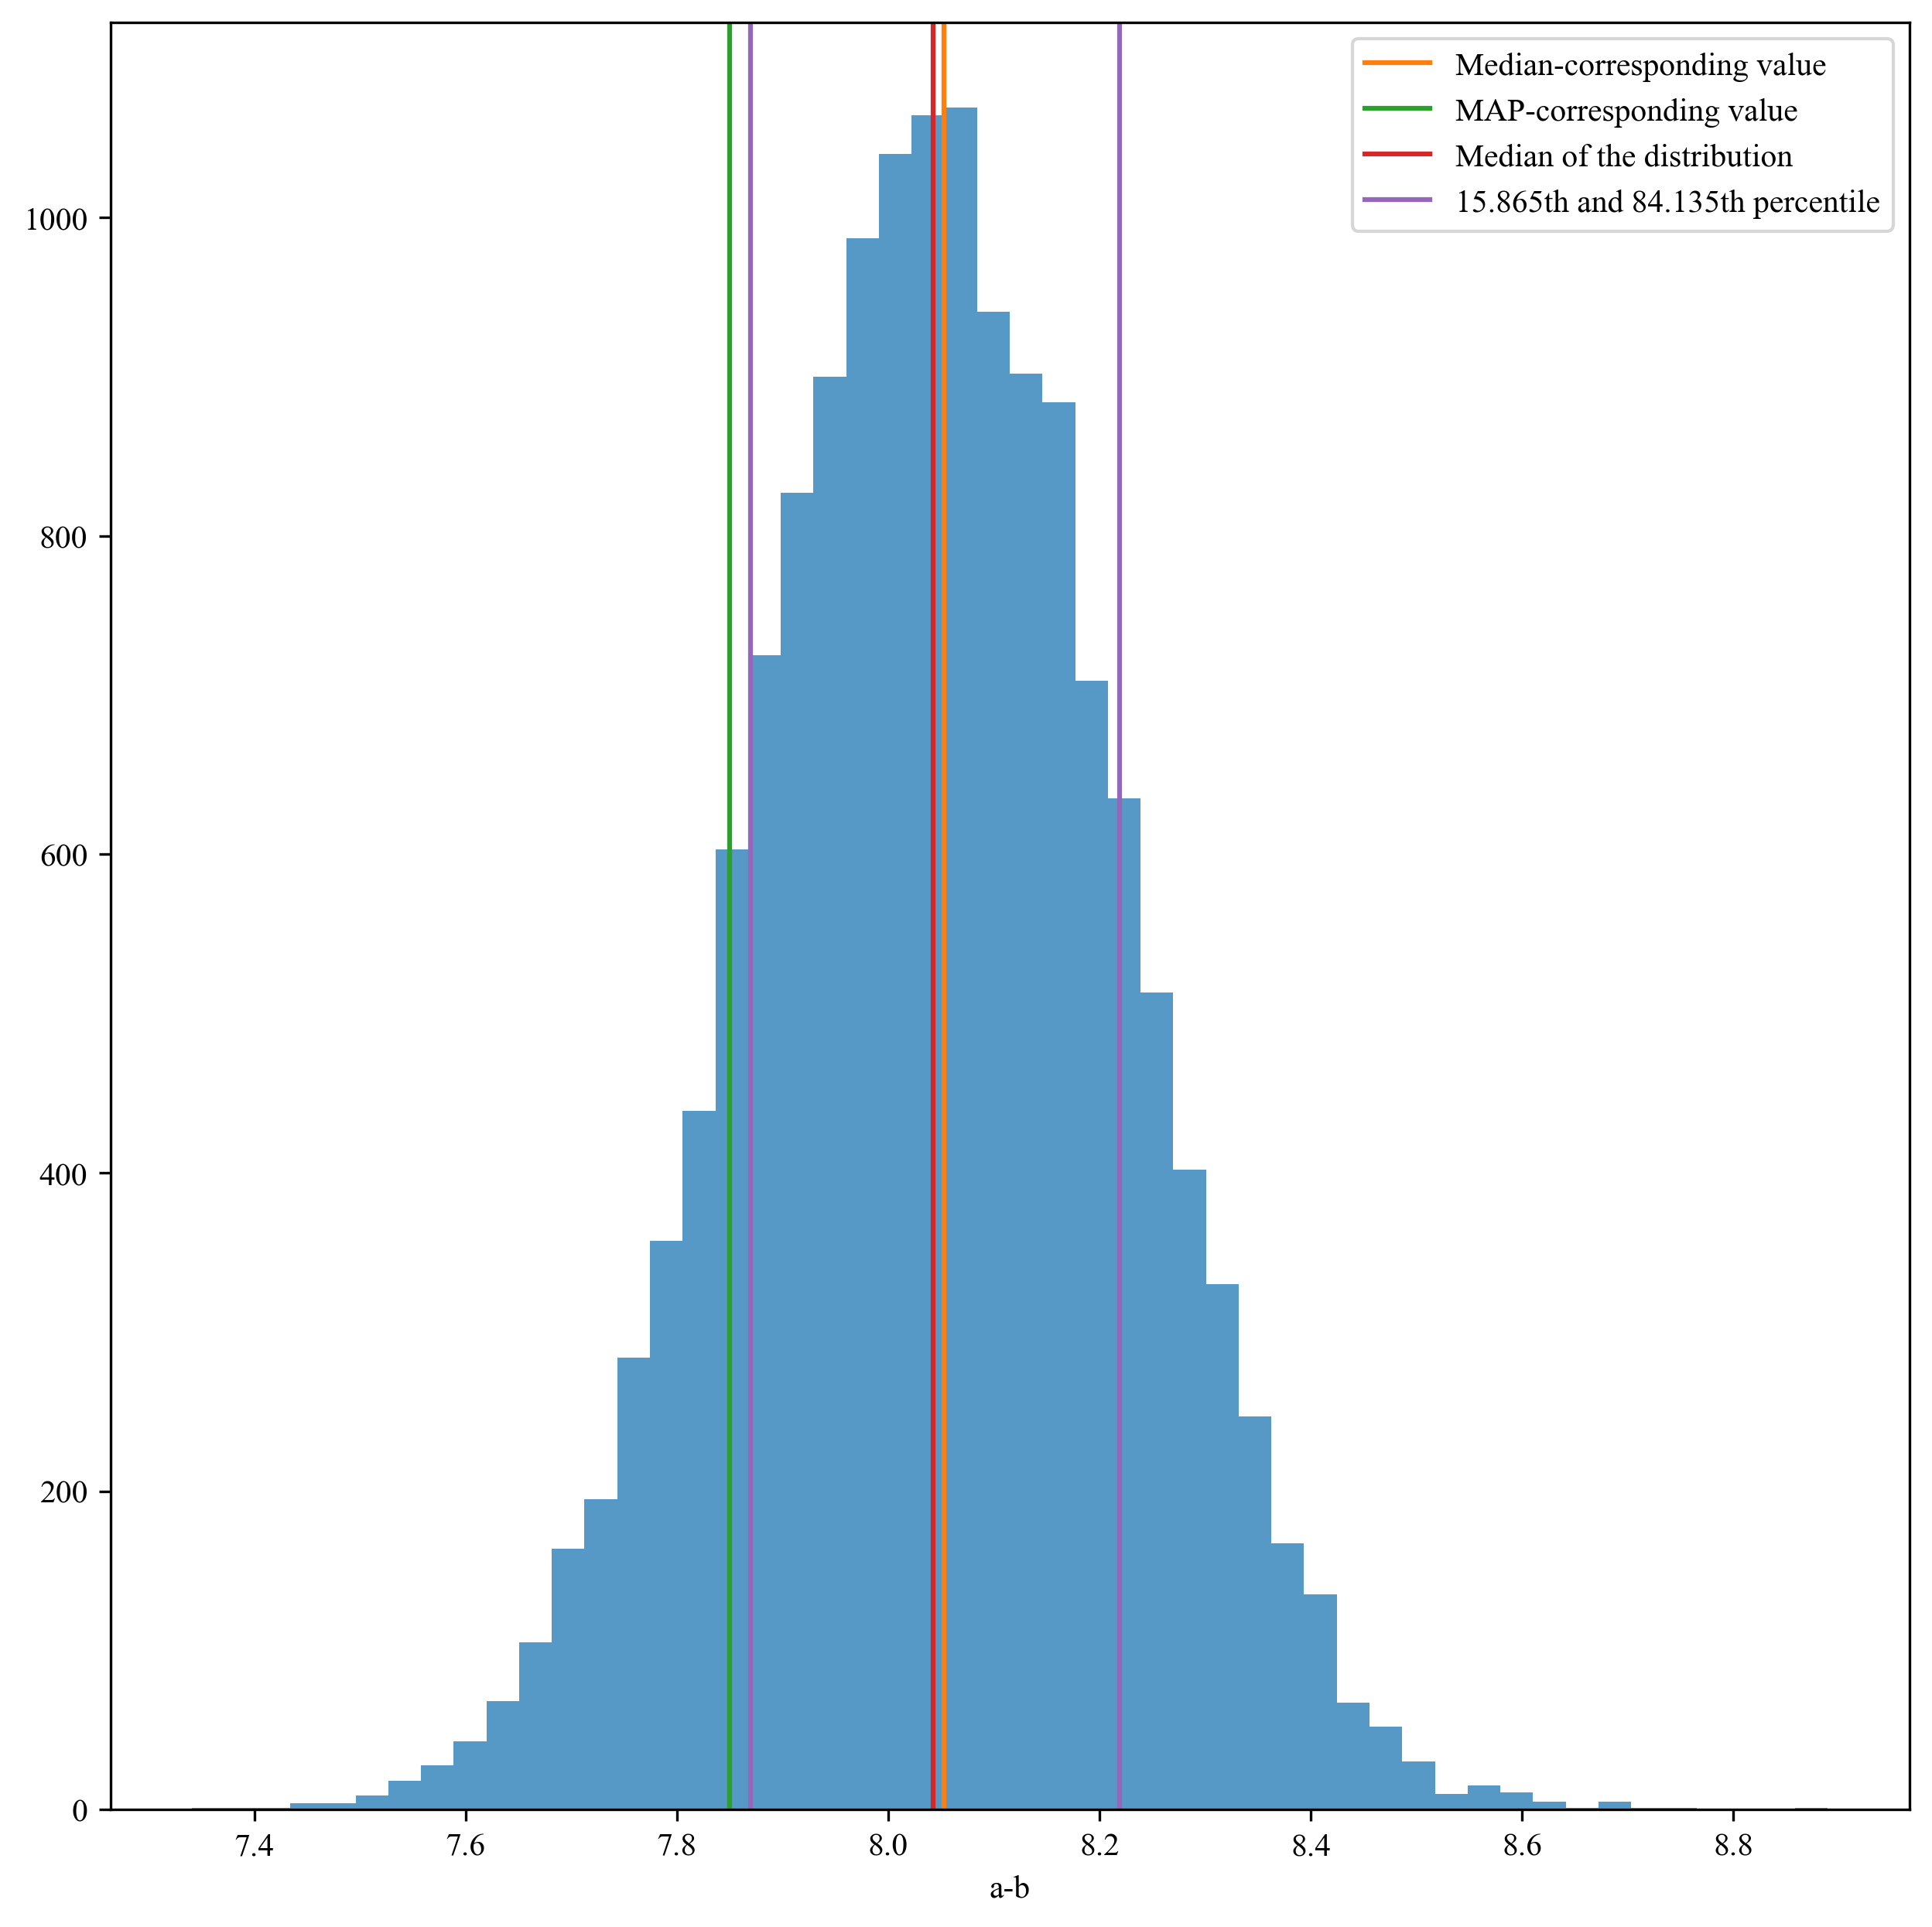 Median-corresponding value
MAP-corresponding value
Median of the distribution
15.865th and 84.135th percentile
1000
800
600
400
200
0
7.4 7.6 7.8 8.0 8.2 8.4 8.6 8.8
a-b